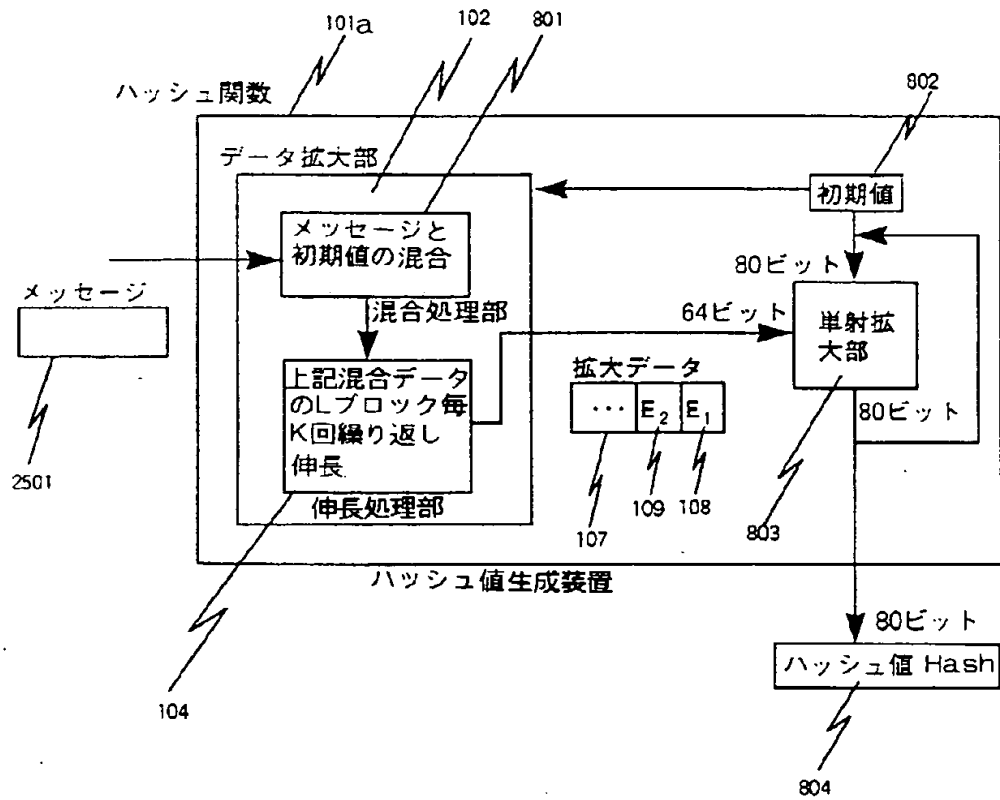 101a
102
801
ハッシュ関数
802
データ拡大部
初期値
メッセージと
初期値の混合
80ビット
メッセージ
混合処理部
64ビット
単射拡
大部
上記混合データ
のLブロック毎
K回繰り返し
伸長
拡大データ
… E2 E1
80ビット
2501
伸長処理部
107
109
108
803
ハッシュ値生成装置
80ビット
ハッシュ値 Hash
104
804